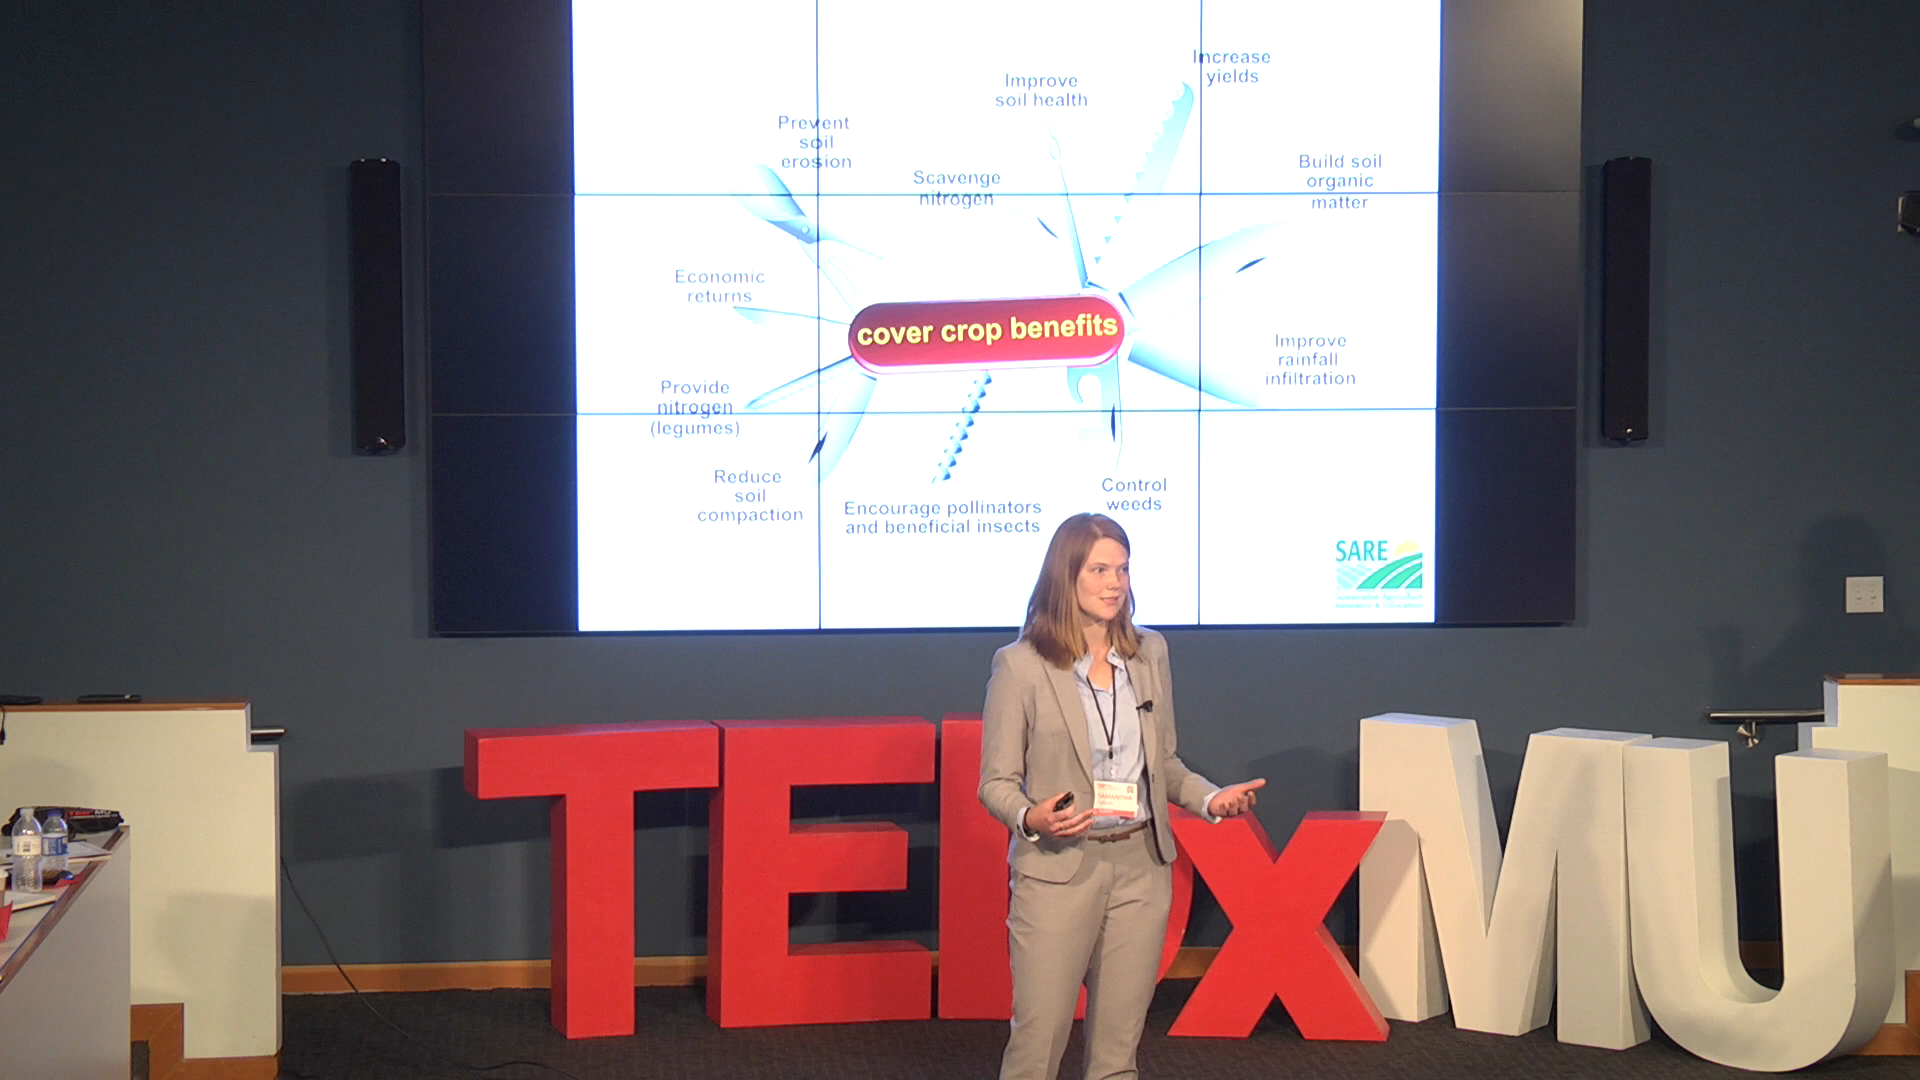 Increase
yields
Improve
soil health
Prevent
soil
erosion
Scavenge
nitrogen
Build soil
organic
matter
Economic
returns
cover crop benefits
Improve
rainfall
infiltration
Provide
nitrogen
(legumes)
Reduce
soil
compaction
Encourage pollinators
and beneficial insects
Control
weeds
SARE
SAMANTHA
TEDxMU